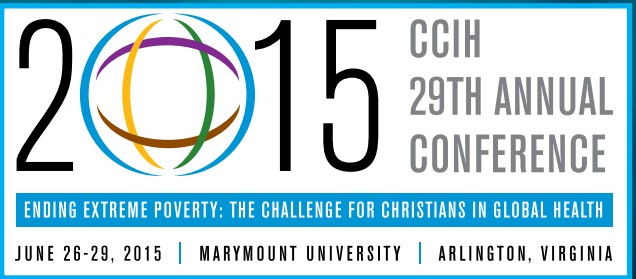 2015
CCIH
29TH ANNUAL
CONFERENCE
ENDING EXTREME POVERTY: THE CHALLENGE FOR CHRISTIANS IN GLOBAL HEALTH
JUNE 26-29, 2015 | MARYMOUNT UNIVERSITY | ARLINGTON, VIRGINIA